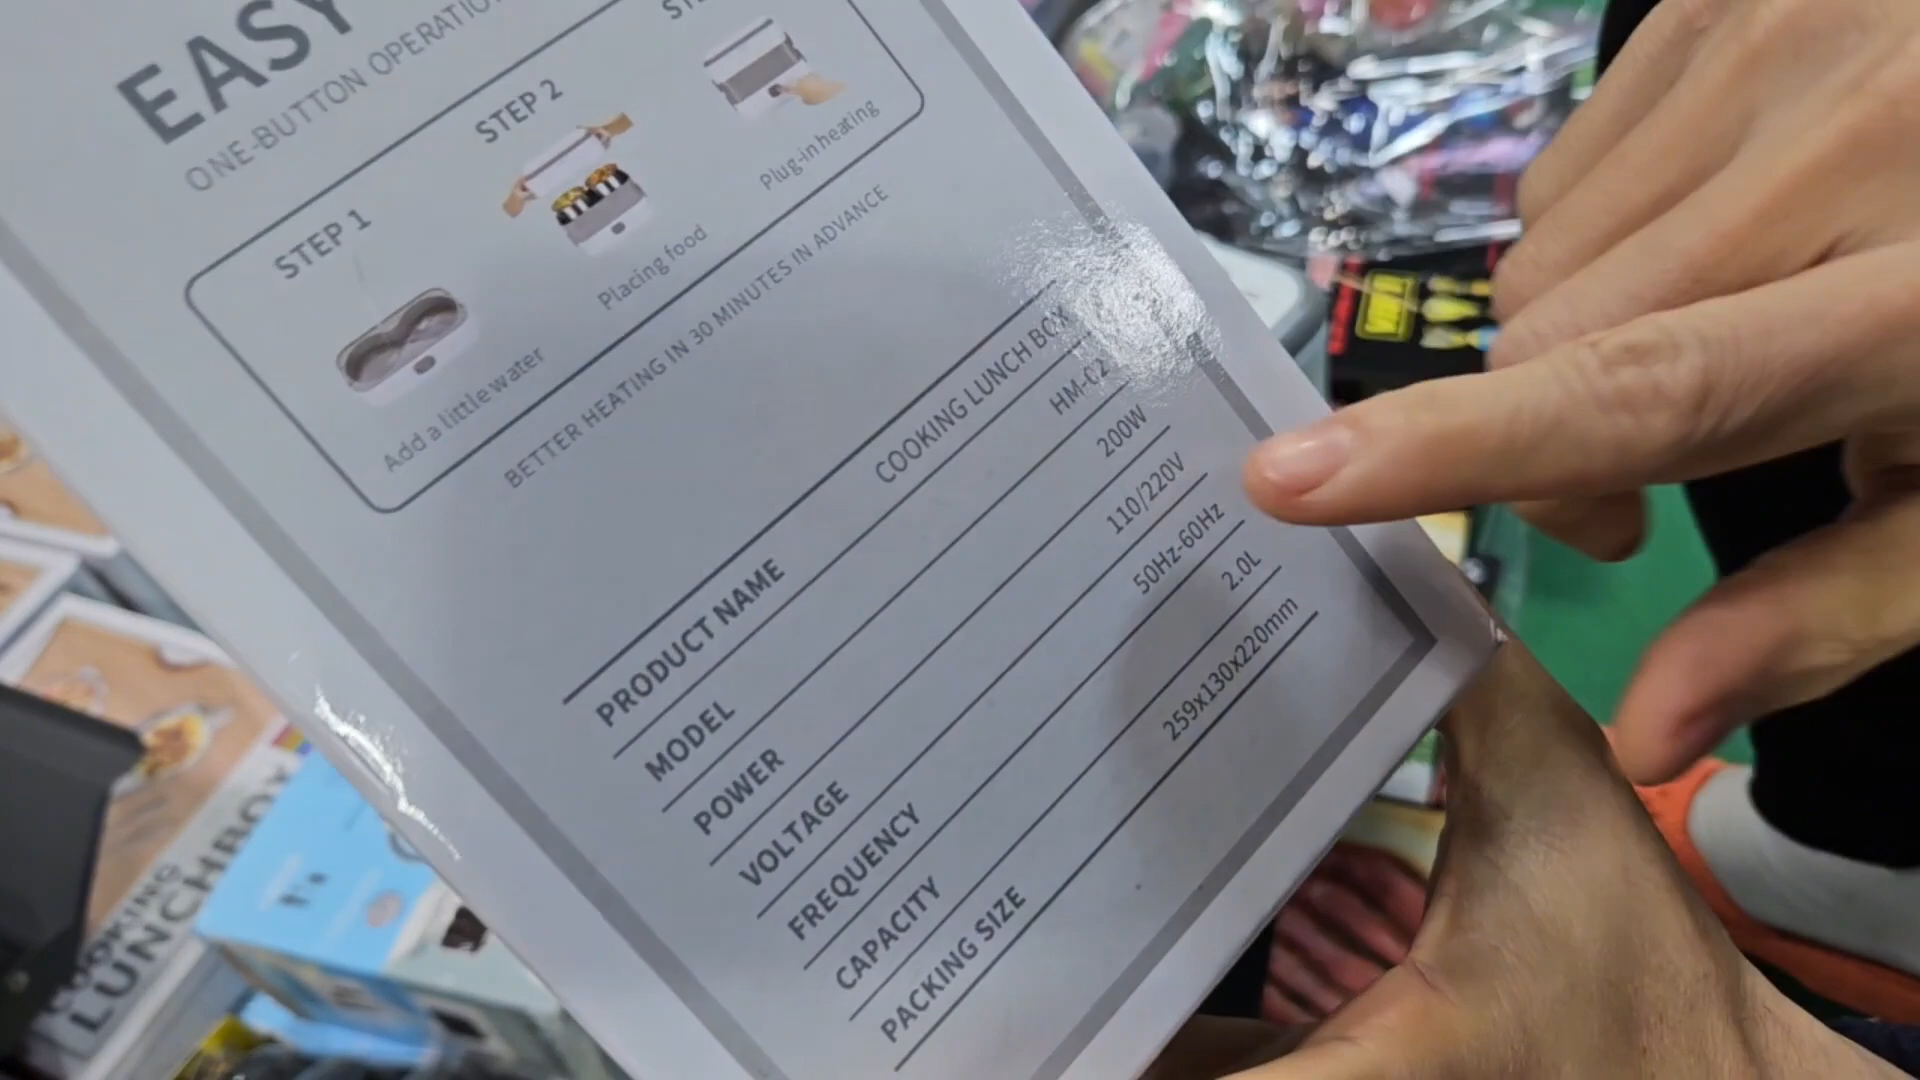 EASY
ONE-BUTTON OPERATION
STEP 1
Add a little water
STEP 2
Placing food
Plug-in heating
BETTER HEATING IN 30 MINUTES IN ADVANCE
PRODUCT NAME COOKING LUNCH BOX
MODEL HM-02
POWER 200W
VOLTAGE 110/220V
FREQUENCY 50Hz-60Hz
CAPACITY 2.0L
PACKING SIZE 259x130x220mm
COOKING
LUNCHBOX